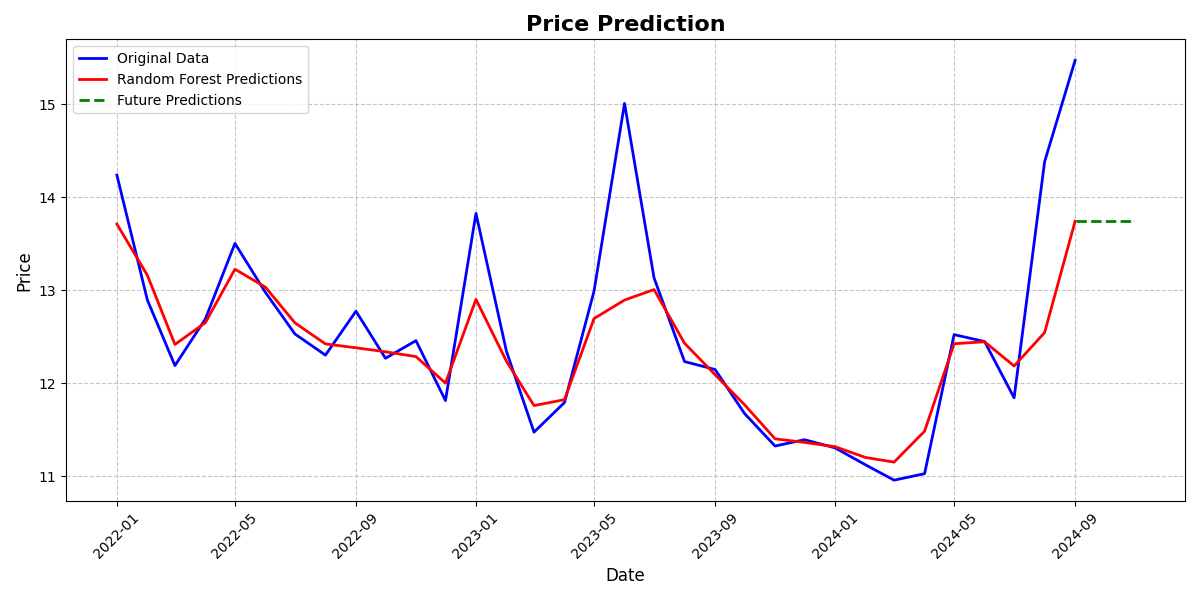 Price Prediction
Original Data
Random Forest Predictions
Future Predictions
Price
15
14
13
12
11
2022-01
2022-05
2022-09
2023-01
2023-05
2023-09
2024-01
2024-05
2024-09
Date